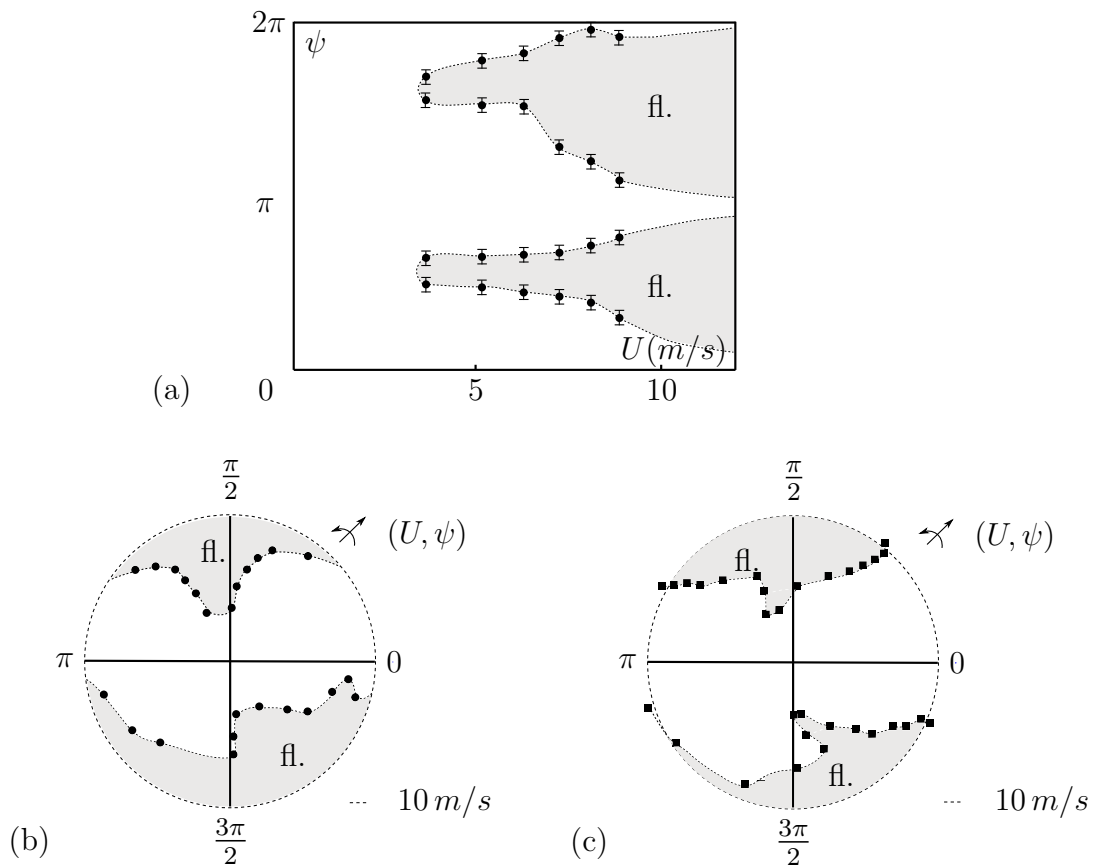 2π
ψ
fl.
π
fl.
U(m/s)
(a) 0 5 10
π/2
(U, ψ)
fl.
π 0
fl.
10 m/s
3π/2
(b)
π/2
(U, ψ)
fl.
π 0
fl.
10 m/s
3π/2
(c)